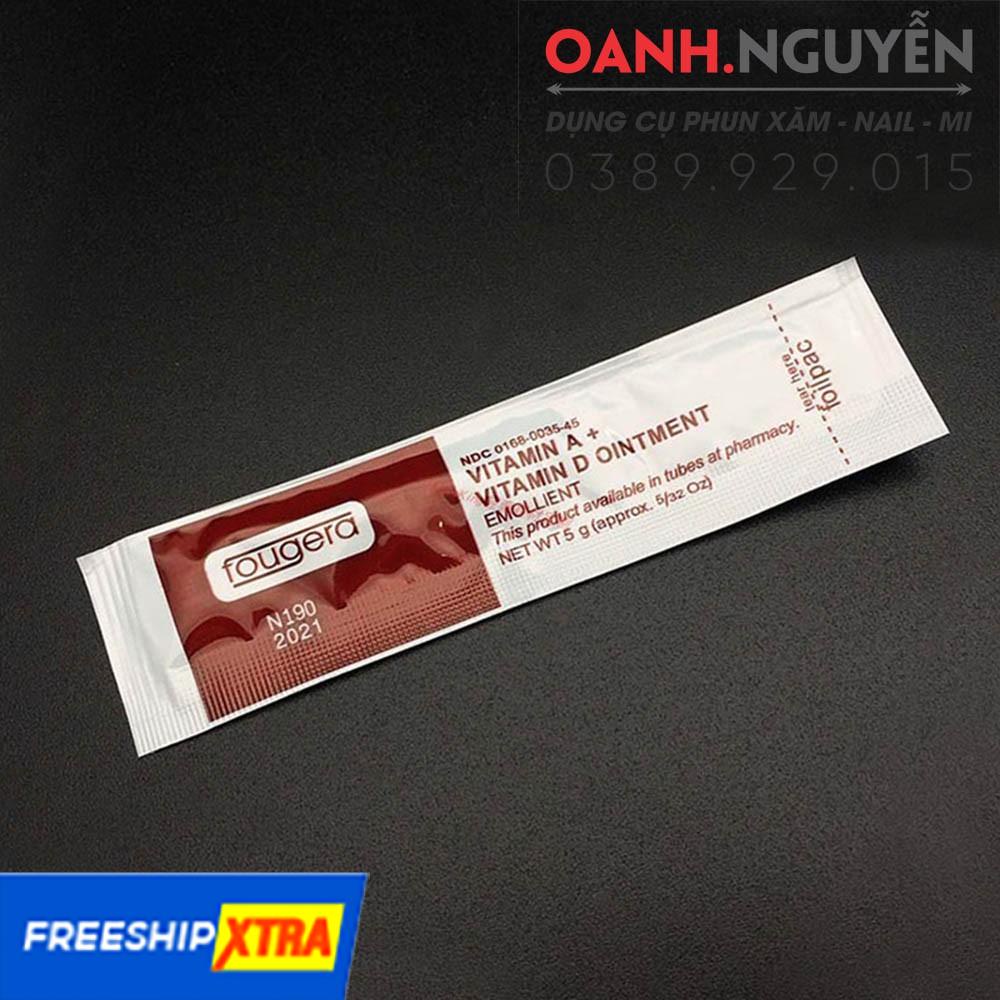 OANH.NGUYỄN
DỤNG CỤ PHUN XĂM - NAIL - MI
0389.929.015
NDC 0168-0035-45
VITAMIN A +
VITAMIN D OINTMENT
EMOLLIENT
This product available in tubes at pharmacy.
NET WT 5 g (approx. 5/32 Oz)
tear here
foilpac
fougera
N190
2021
FREESHIP XTRA